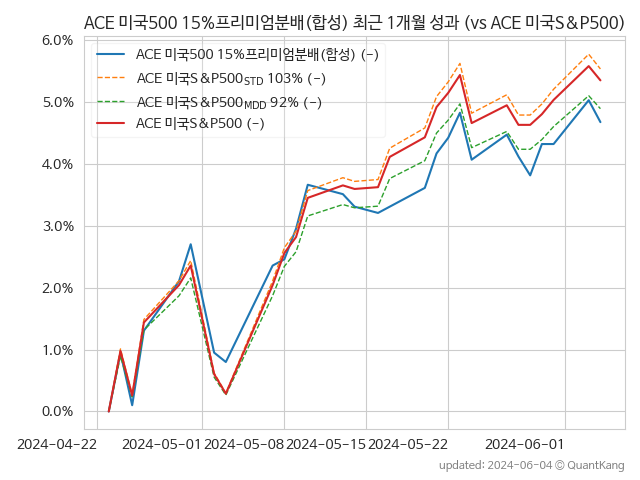 ACE 미국500 15%프리미엄분배(합성) 최근 1개월 성과 (vs ACE 미국S&P500)
6.0%
5.0%
4.0%
3.0%
2.0%
1.0%
0.0%
ACE 미국500 15%프리미엄분배(합성) (-)
ACE 미국S&P500STD 103% (-)
ACE 미국S&P500MDD 92% (-)
ACE 미국S&P500 (-)
2024-04-22 2024-05-01 2024-05-08 2024-05-15 2024-05-22 2024-06-01
updated: 2024-06-04 © QuantKang